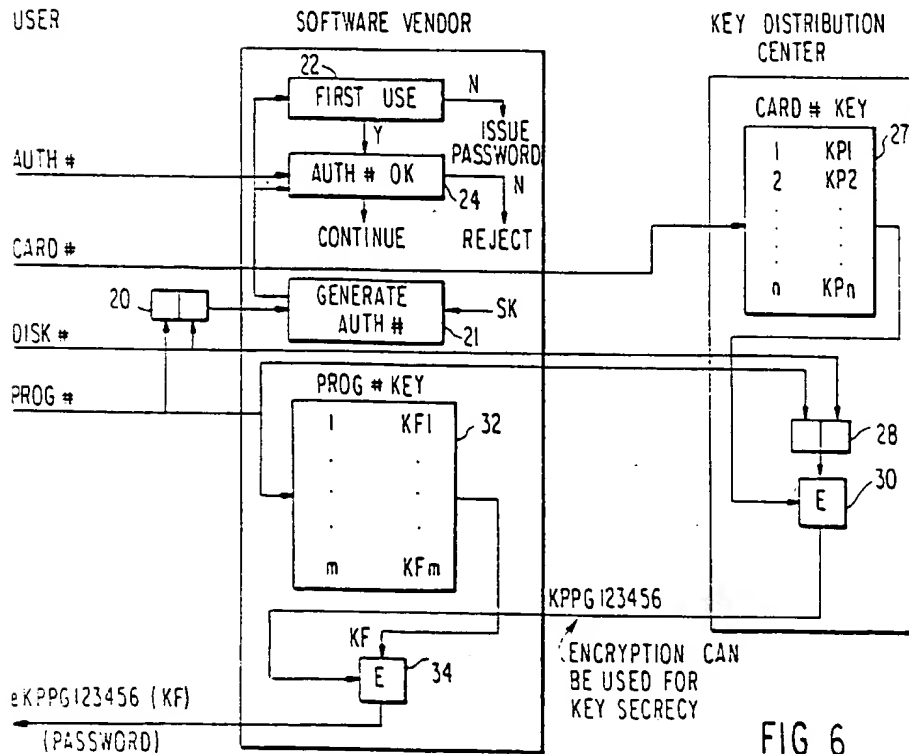 USER
SOFTWARE VENDOR
KEY DISTRIBUTION
CENTER
22
FIRST USE
N
Y
ISSUE
PASSWORD
AUTH #
AUTH # OK
24
N
CONTINUE
REJECT
CARD #
CARD # KEY
27
1 KP1
2 KP2
. .
. .
. .
n KPn
20
GENERATE
AUTH #
21
SK
DISK #
PROG #
PROG # KEY
32
1 KF1
. .
. .
. .
. .
m KFm
28
E
30
KPPG123456
ENCRYPTION CAN
BE USED FOR
KEY SECRECY
KF
E
34
eKPPG123456 (KF)
(PASSWORD)
FIG 6